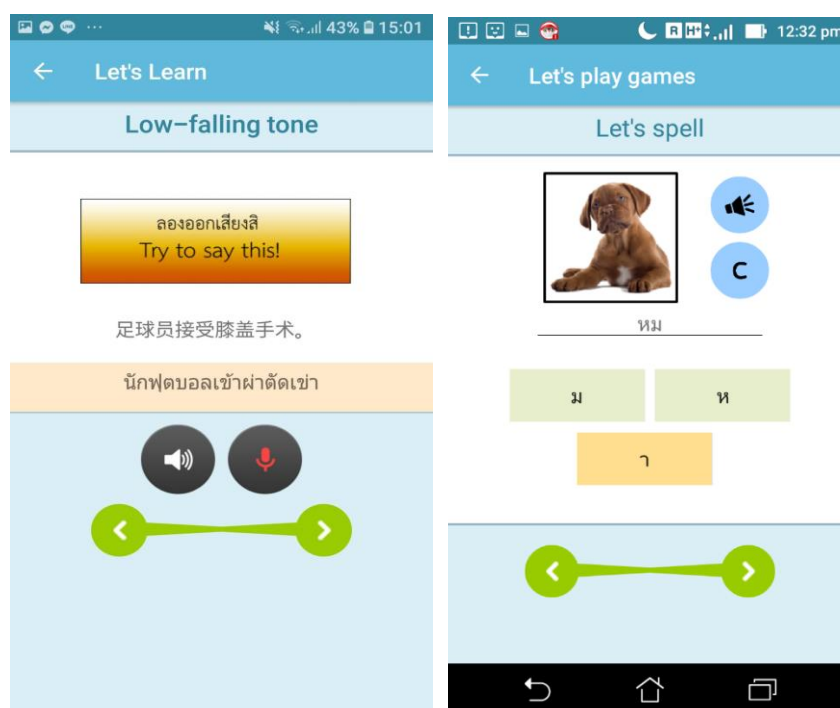 43% 15:01
Let's Learn
Low-falling tone
ลองออกเสียงสิ
Try to say this!
足球员接受膝盖手术。
นักฟุตบอลเข้าผ่าตัดเข่า
R H+ 12:32 pm
Let's play games
Let's spell
C
หม
ม ห
า